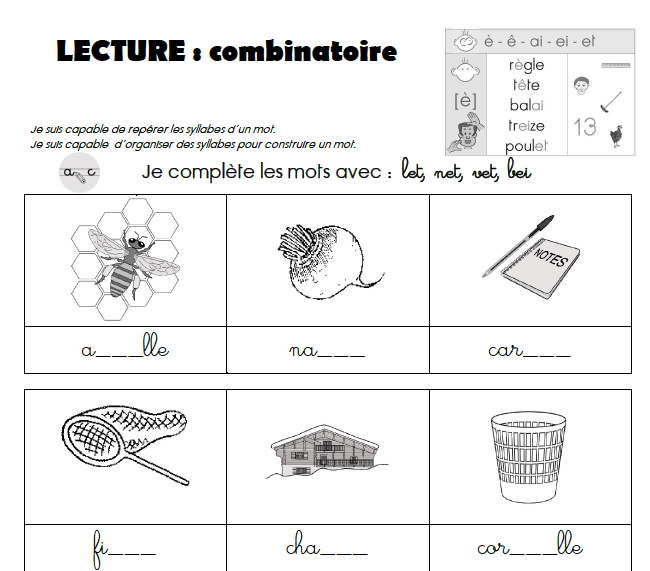 LECTURE : combinatoire
è - ê - ai - ei - et
règle
tête
balai
[è]
treize
13
poulet
Je suis capable de repérer les syllabes d'un mot.
Je suis capable d'organiser des syllabes pour construire un mot.
a c
Je complète les mots avec : let, net, vet, bei
NOTES
a___lle
na___
car___
fi___
cha___
cor___lle